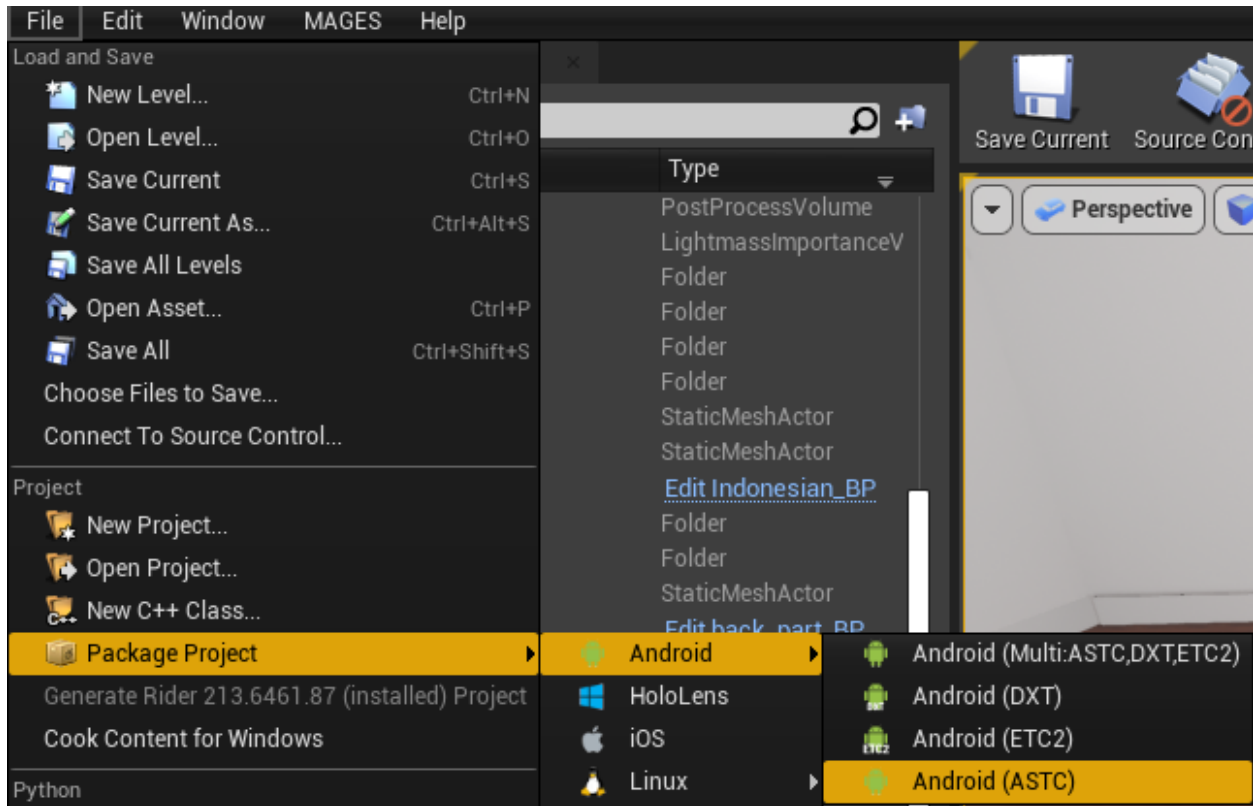 File Edit Window MAGES Help
Load and Save
New Level... Ctrl+N
Open Level... Ctrl+O
Save Current Ctrl+S
Save Current As... Ctrl+Alt+S
Save All Levels
Open Asset... Ctrl+P
Save All Ctrl+Shift+S
Choose Files to Save...
Connect To Source Control...
Project
New Project...
Open Project...
New C++ Class...
C++
Package Project
Generate Rider 213.6461.87 (installed) Project
Cook Content for Windows
Python
Type
PostProcessVolume
LightmassImportanceV
Folder
Folder
Folder
Folder
StaticMeshActor
StaticMeshActor
Edit Indonesian_BP
Folder
Folder
StaticMeshActor
Edit back_part_BP
Android
HoloLens
iOS
Linux
Android (Multi:ASTC,DXT,ETC2)
Android (DXT)
DXT
Android (ETC2)
ETC2
Android (ASTC)
Save Current Source Con
Perspective